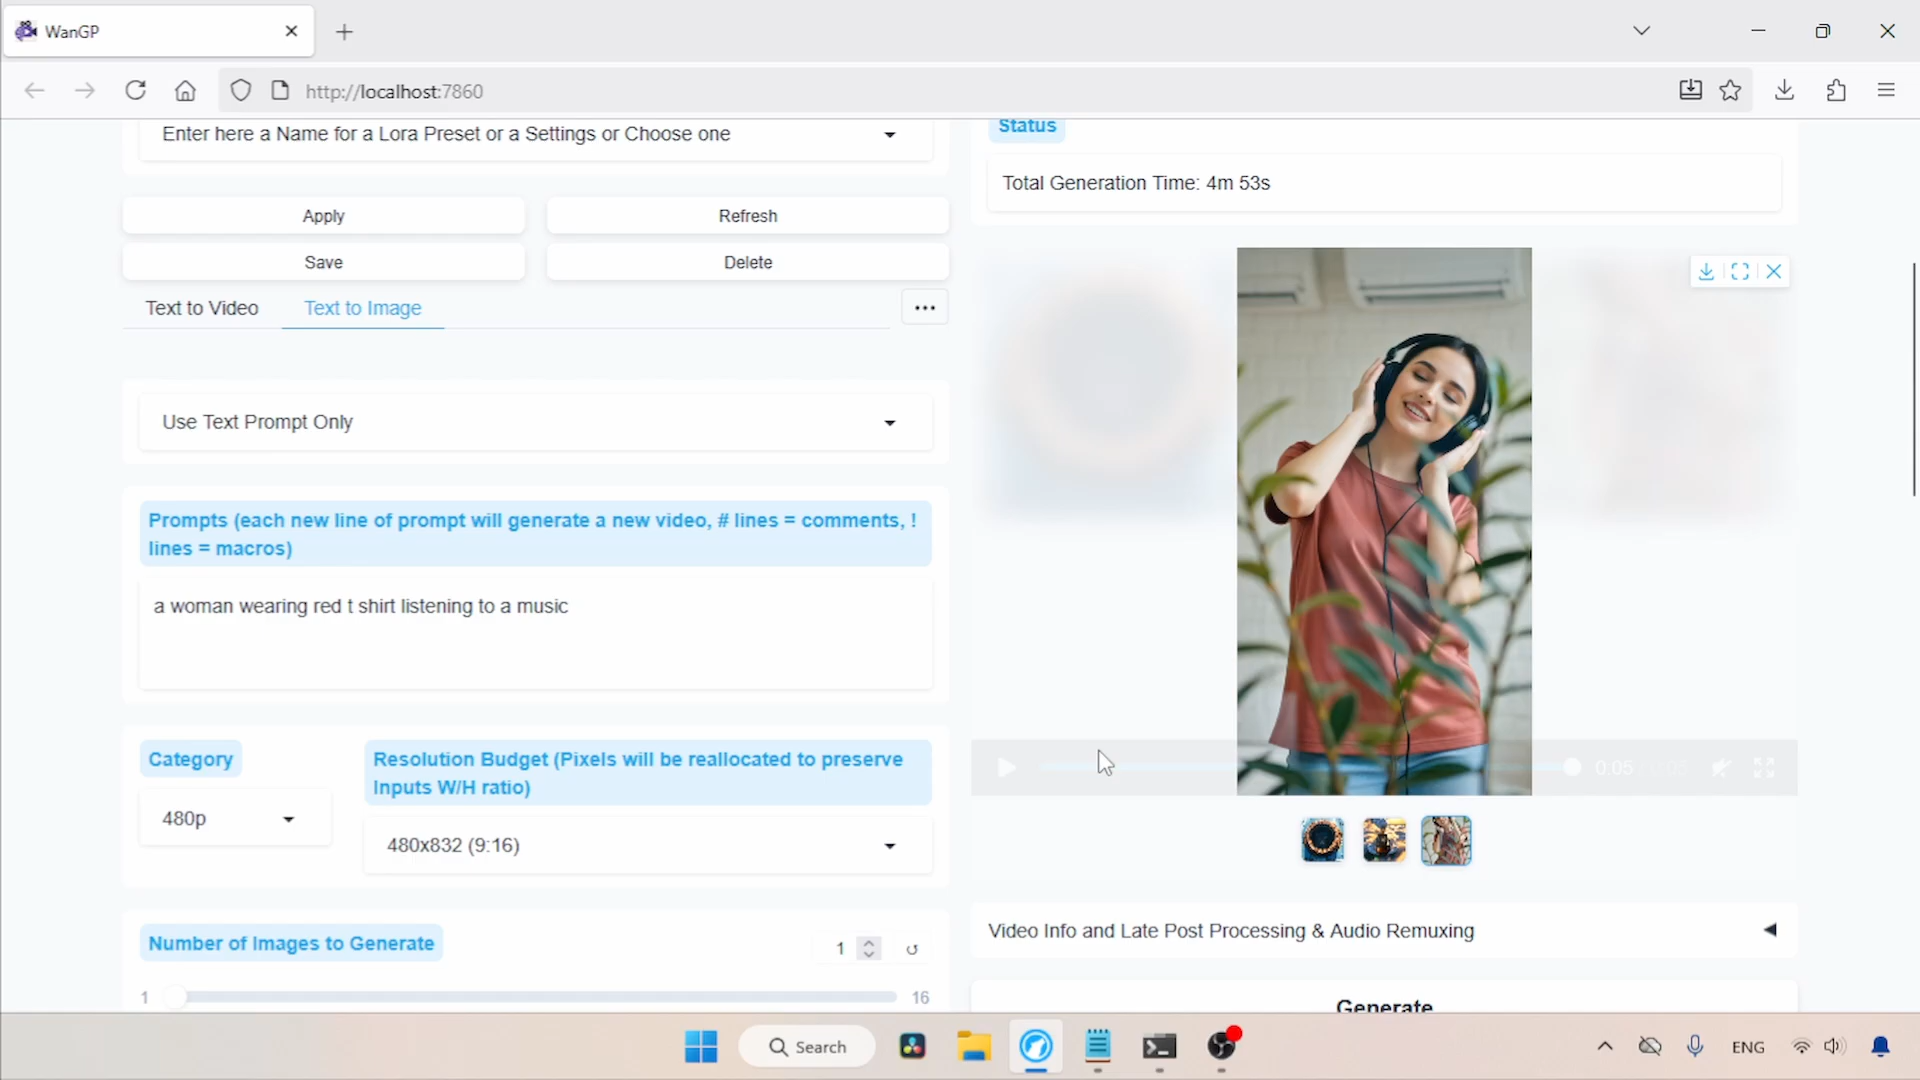 WanGP
http://localhost:7860
Enter here a Name for a Lora Preset or a Settings or Choose one
Status
Total Generation Time: 4m 53s
Apply
Refresh
Save
Delete
Text to Video
Text to Image
Use Text Prompt Only
Prompts (each new line of prompt will generate a new video, # lines = comments, !
lines = macros)
a woman wearing red t shirt listening to a music
Category
Resolution Budget (Pixels will be reallocated to preserve
Inputs W/H ratio)
480p
480x832 (9:16)
0:05
Video Info and Late Post Processing & Audio Remuxing
Number of Images to Generate
1
1
16
Generate
Search
ENG